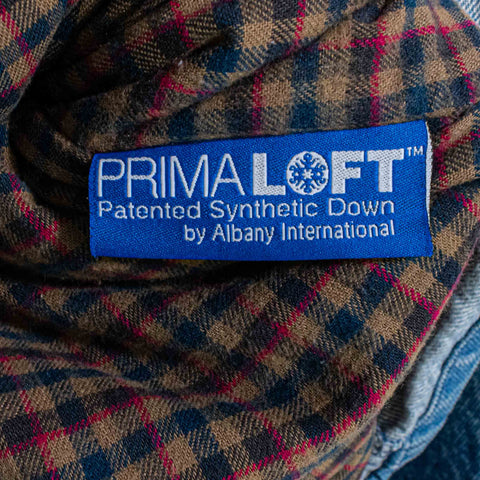 PRIMALOFT™
Patented Synthetic Down
by Albany International